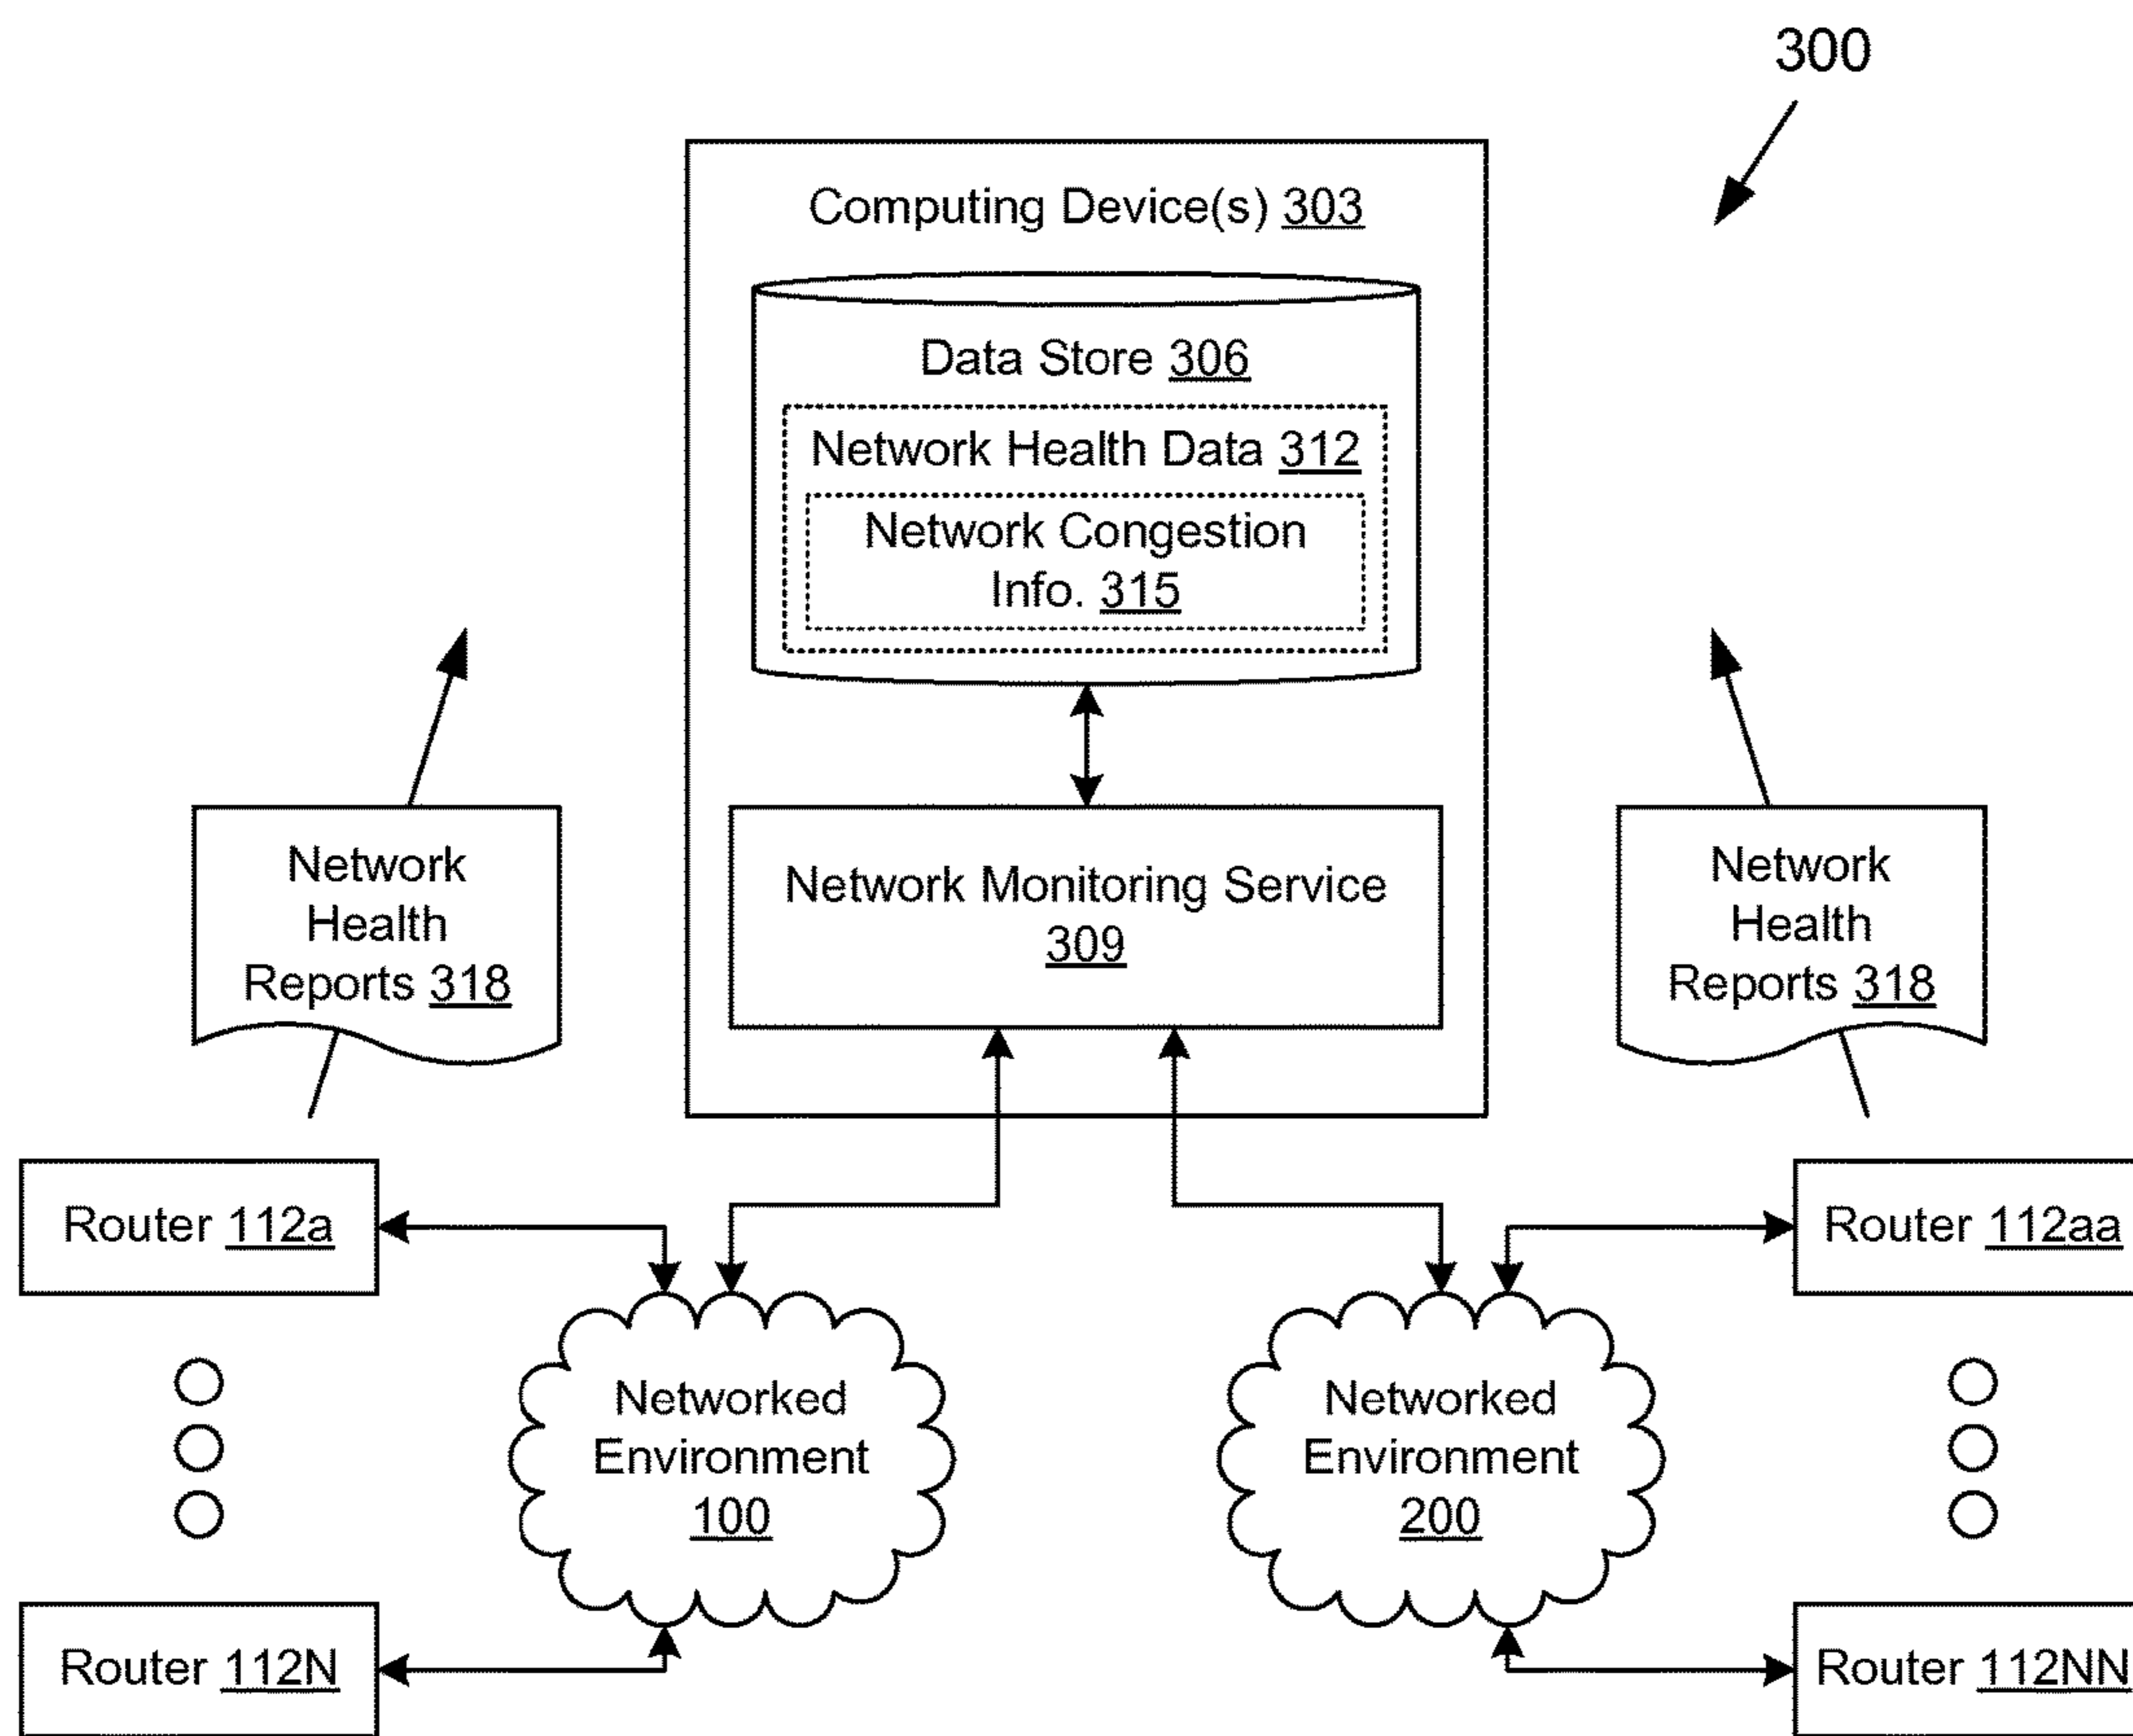 300
Computing Device(s) 303
Data Store 306
Network Health Data 312
Network Congestion
Info. 315
Network
Health
Reports 318
Network Monitoring Service
309
Network
Health
Reports 318
Router 112a
Router 112aa
Networked
Environment
100
Networked
Environment
200
Router 112N
Router 112NN